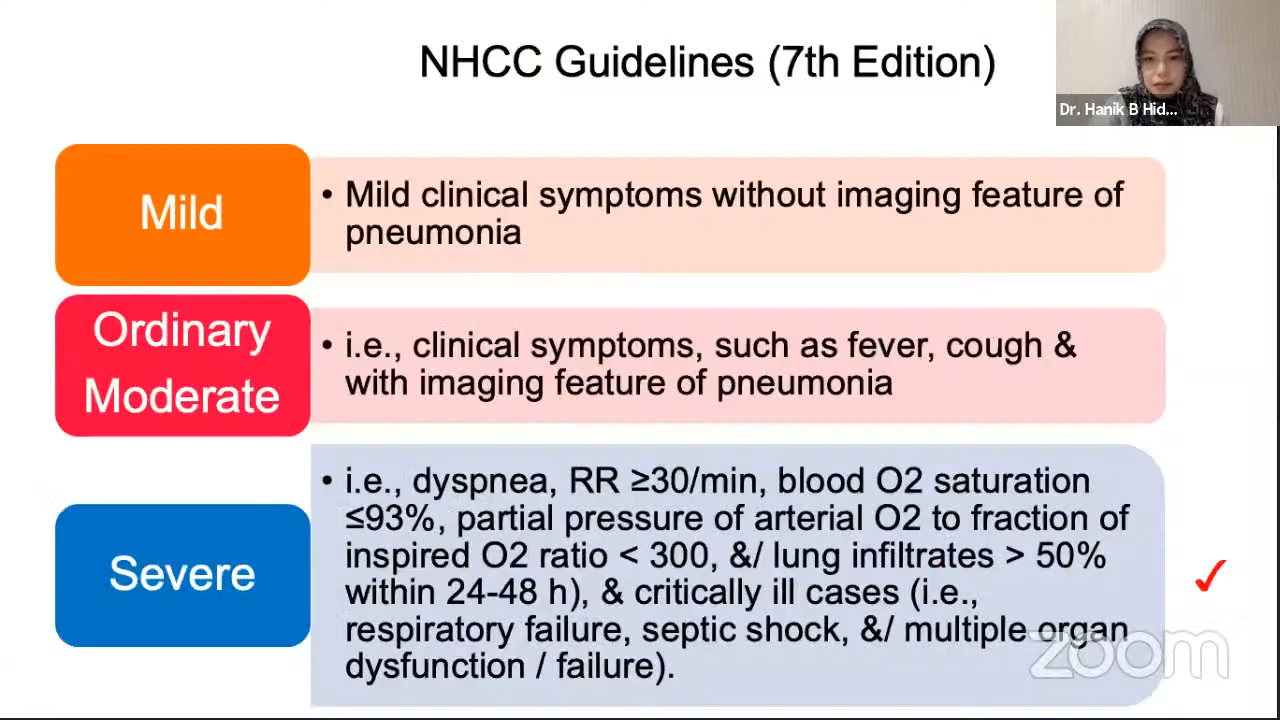 NHCC Guidelines (7th Edition)
Dr. Hanik B Hid...
Mild
• Mild clinical symptoms without imaging feature of
pneumonia
Ordinary
Moderate
• i.e., clinical symptoms, such as fever, cough &
with imaging feature of pneumonia
Severe
• i.e., dyspnea, RR ≥30/min, blood O2 saturation
≤93%, partial pressure of arterial O2 to fraction of
inspired O2 ratio < 300, &/ lung infiltrates > 50%
within 24-48 h), & critically ill cases (i.e.,
respiratory failure, septic shock, &/ multiple organ
dysfunction / failure).
zoom